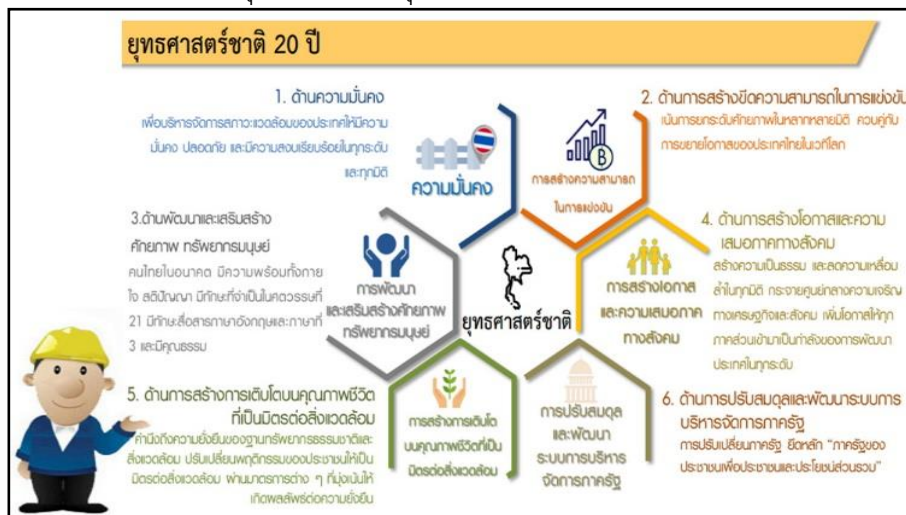 ยุทธศาสตร์ชาติ 20 ปี
1. ด้านความมั่นคง
เพื่อบริหารจัดการสภาวะแวดล้อมของประเทศให้มีความ
มั่นคง ปลอดภัย และมีความสงบเรียบร้อยในทุกระดับ
และทุกมิติ
ความมั่นคง
2. ด้านการสร้างขีดความสามารถในการแข่งขัน
เน้นการยกระดับศักยภาพในหลากหลายมิติ ควบคู่กับ
การขยายโอกาสของประเทศไทยในเวทีโลก
การสร้างความสามารถ
ในการแข่งขัน
3.ด้านพัฒนาและเสริมสร้าง
ศักยภาพ ทรัพยากรมนุษย์
คนไทยในอนาคต มีความพร้อมทั้งกาย
ใจ สติปัญญา มีทักษะที่จำเป็นในศตวรรษที่
21 มีทักษะสื่อสารภาษาอังกฤษและภาษาที่
3 และมีคุณธรรม
การพัฒนา
และเสริมสร้างศักยภาพ
ทรัพยากรมนุษย์
ยุทธศาสตร์ชาติ
การสร้างโอกาส
และความเสมอภาค
ทางสังคม
4. ด้านการสร้างโอกาสและความ
เสมอภาคทางสังคม
สร้างความเป็นธรรม และลดความเหลื่อม
ล้ำในทุกมิติ กระจายศูนย์กลางความเจริญ
ทางเศรษฐกิจและสังคม เพิ่มโอกาสให้ทุก
ภาคส่วนเข้ามาเป็นกำลังของการพัฒนา
ประเทศในทุกระดับ
5. ด้านการสร้างการเติบโตบนคุณภาพชีวิต
ที่เป็นมิตรต่อสิ่งแวดล้อม
คำนึงถึงความยั่งยืนของฐานทรัพยากรธรรมชาติและ
สิ่งแวดล้อม ปรับเปลี่ยนพฤติกรรมของประชาชนให้เป็น
มิตรต่อสิ่งแวดล้อม ผ่านมาตรการต่าง ๆ ที่มุ่งเน้นให้
เกิดผลลัพธ์ต่อความยั่งยืน
การสร้างการเติบโต
บนคุณภาพชีวิตที่เป็น
มิตรต่อสิ่งแวดล้อม
การปรับสมดุล
และพัฒนา
ระบบการบริหาร
จัดการภาครัฐ
6. ด้านการปรับสมดุลและพัฒนาระบบการ
บริหารจัดการภาครัฐ
การปรับเปลี่ยนภาครัฐ ยึดหลัก “ภาครัฐของ
ประชาชนเพื่อประชาชนและประโยชน์ส่วนรวม”